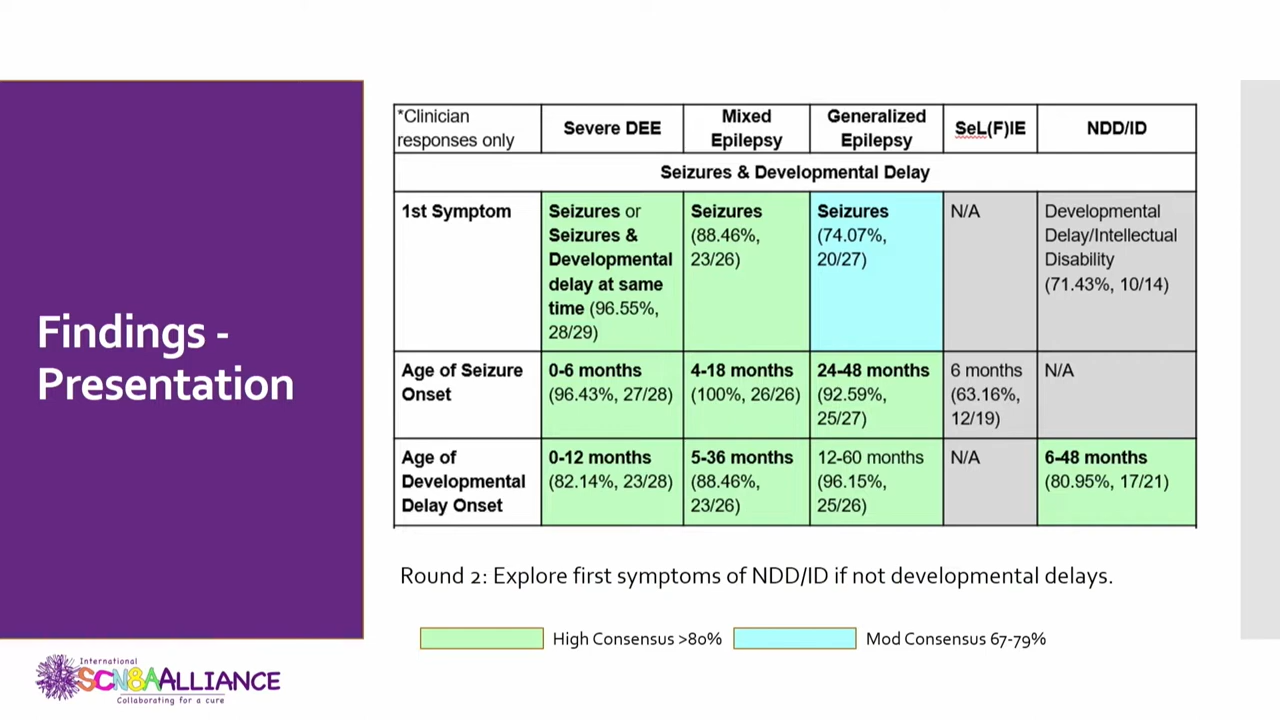 Findings -
Presentation
*Clinician
responses only
Severe DEE
Mixed
Epilepsy
Generalized
Epilepsy
SeL(F)IE
NDD/ID
Seizures & Developmental Delay
1st Symptom
Seizures or
Seizures &
Developmental
delay at same
time (96.55%,
28/29)
Seizures
(88.46%,
23/26)
Seizures
(74.07%,
20/27)
N/A
Developmental
Delay/Intellectual
Disability
(71.43%, 10/14)
Age of Seizure
Onset
0-6 months
(96.43%, 27/28)
4-18 months
(100%, 26/26)
24-48 months
(92.59%,
25/27)
6 months
(63.16%,
12/19)
N/A
Age of
Developmental
Delay Onset
0-12 months
(82.14%, 23/28)
5-36 months
(88.46%,
23/26)
12-60 months
(96.15%,
25/26)
N/A
6-48 months
(80.95%, 17/21)
Round 2: Explore first symptoms of NDD/ID if not developmental delays.
High Consensus >80%
Mod Consensus 67-79%
International
SCN8A ALLIANCE
Collaborating for a cure